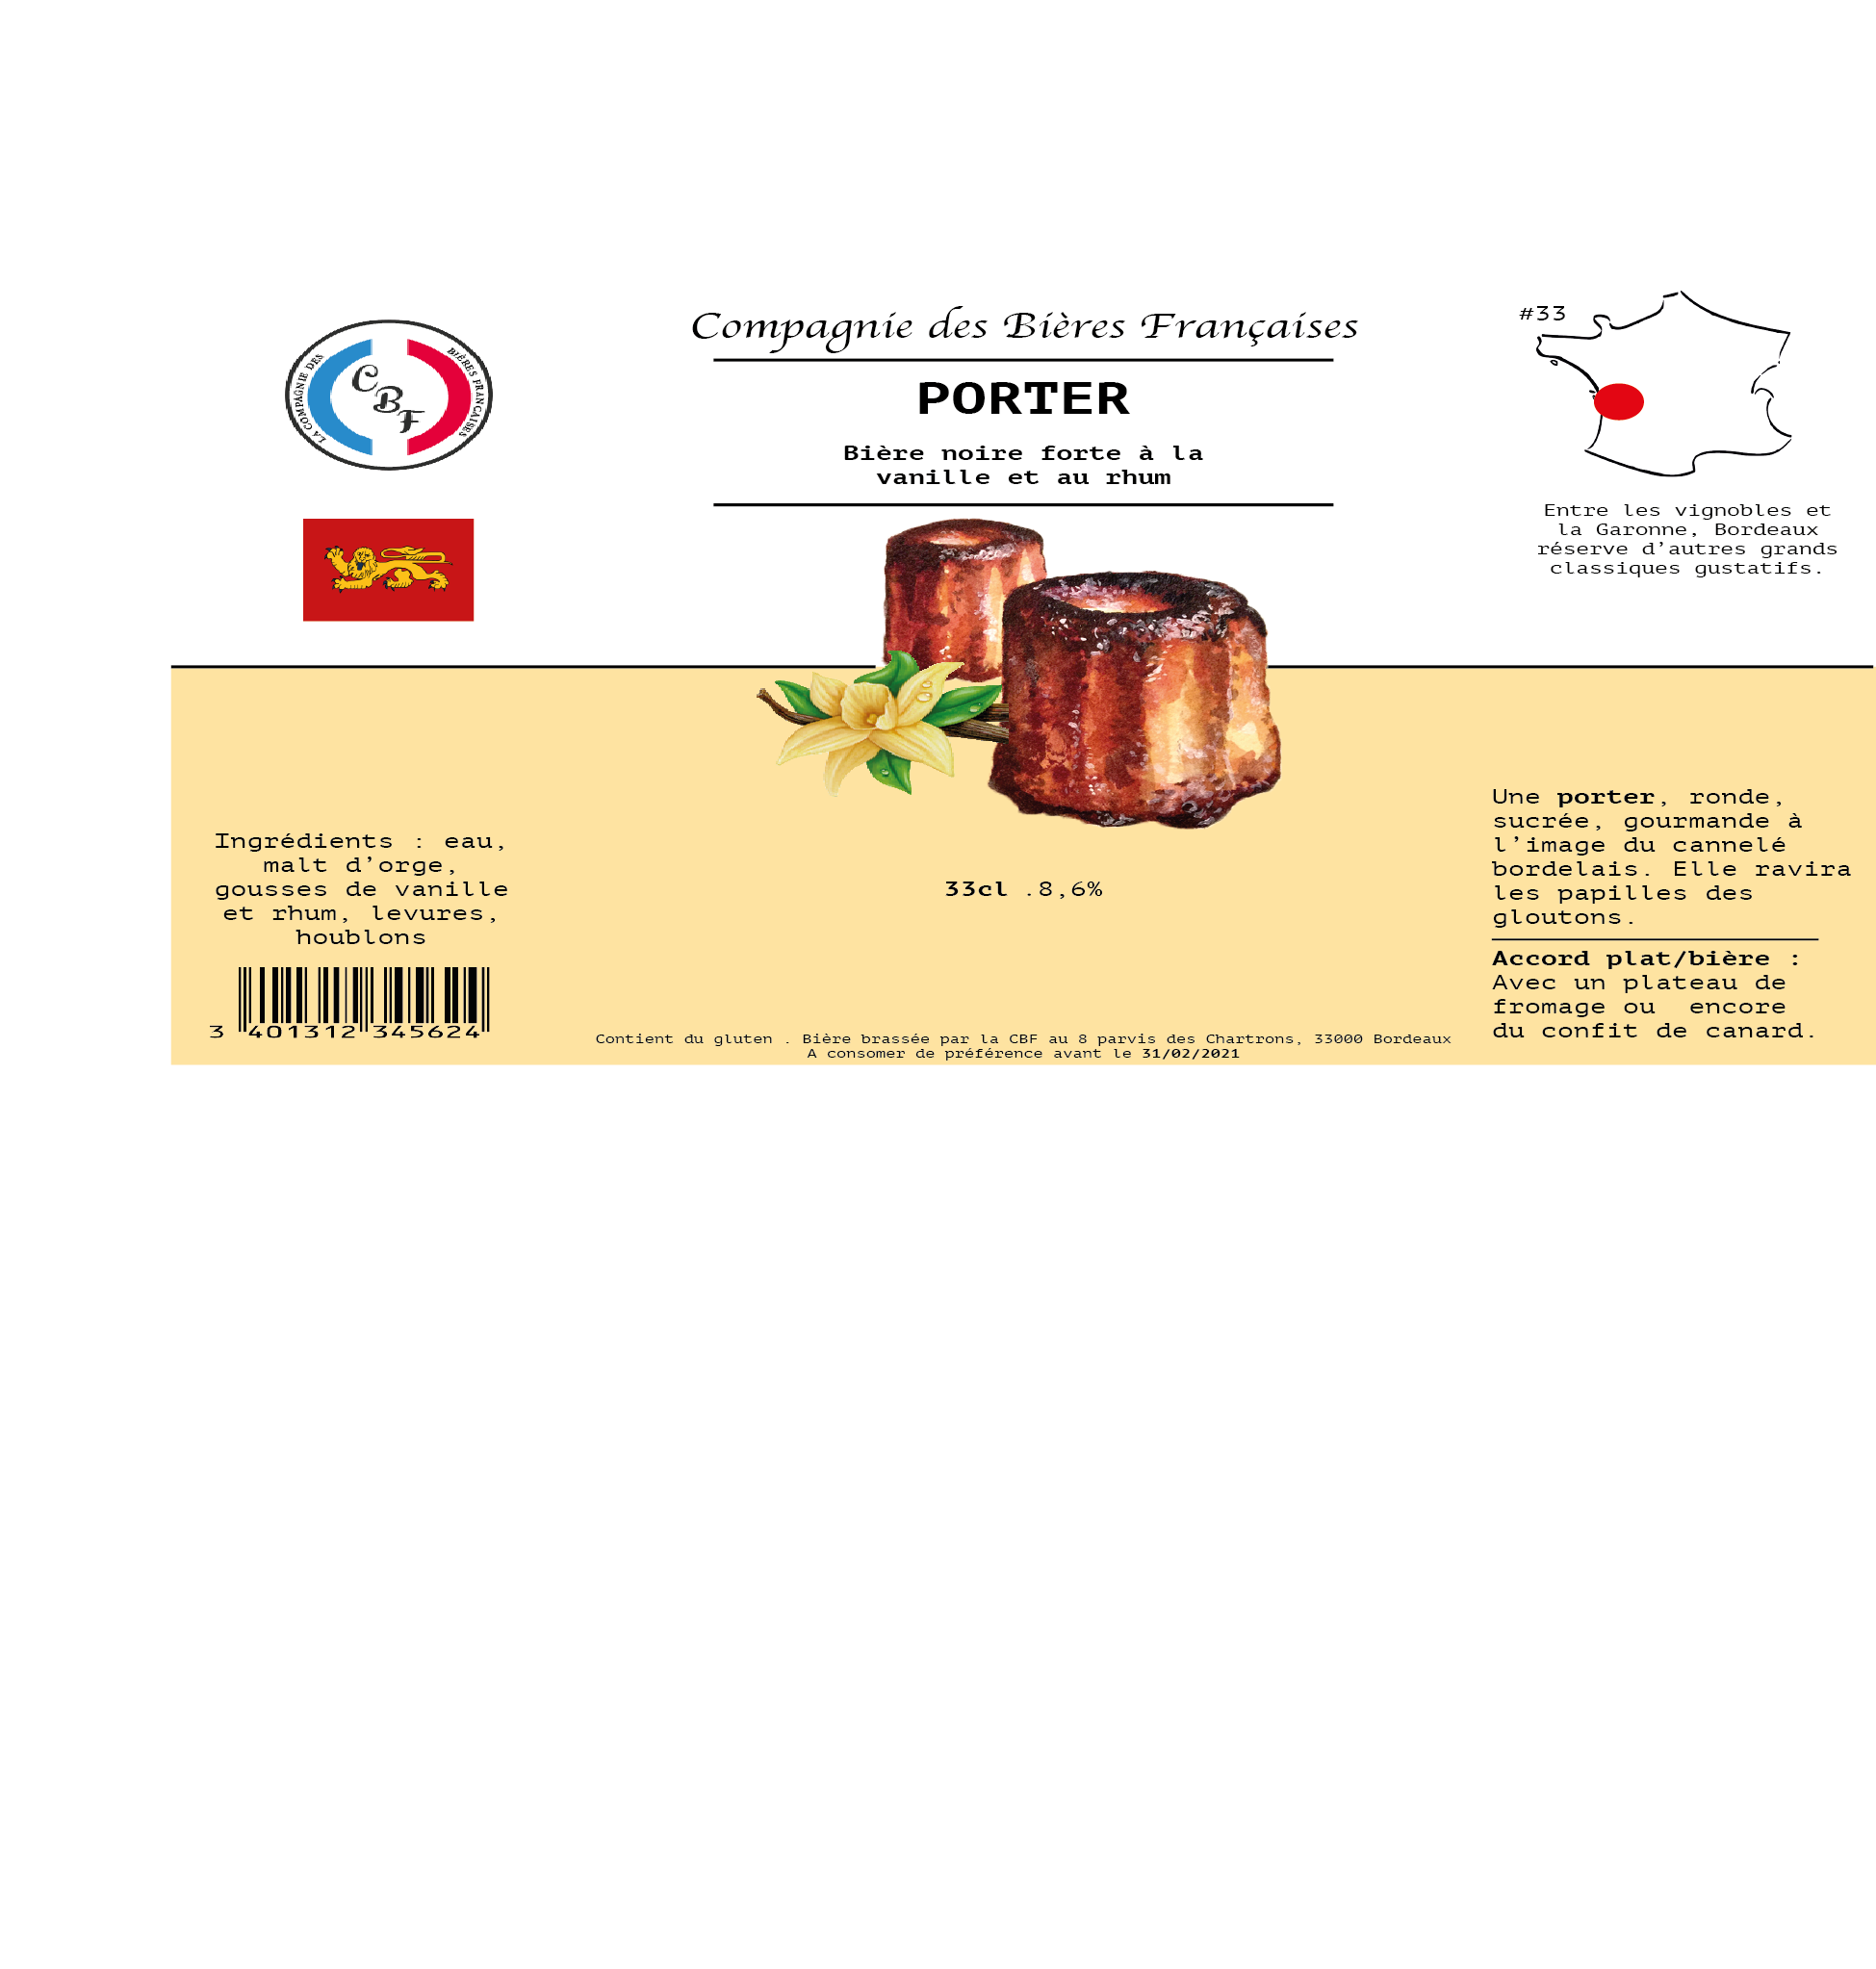 LA COMPAGNIE DES
BIÈRES FRANÇAISES
C
B
F
Compagnie des Bières Françaises
PORTER
Bière noire forte à la
vanille et au rhum
#33
Entre les vignobles et
la Garonne, Bordeaux
réserve d’autres grands
classiques gustatifs.
Ingrédients : eau,
malt d’orge,
gousses de vanille
et rhum, levures,
houblons
3 401312 345624
33cl .8,6%
Contient du gluten . Bière brassée par la CBF au 8 parvis des Chartrons, 33000 Bordeaux
A consomer de préférence avant le 31/02/2021
Une porter, ronde,
sucrée, gourmande à
l’image du cannelé
bordelais. Elle ravira
les papilles des
gloutons.
Accord plat/bière :
Avec un plateau de
fromage ou  encore
du confit de canard.